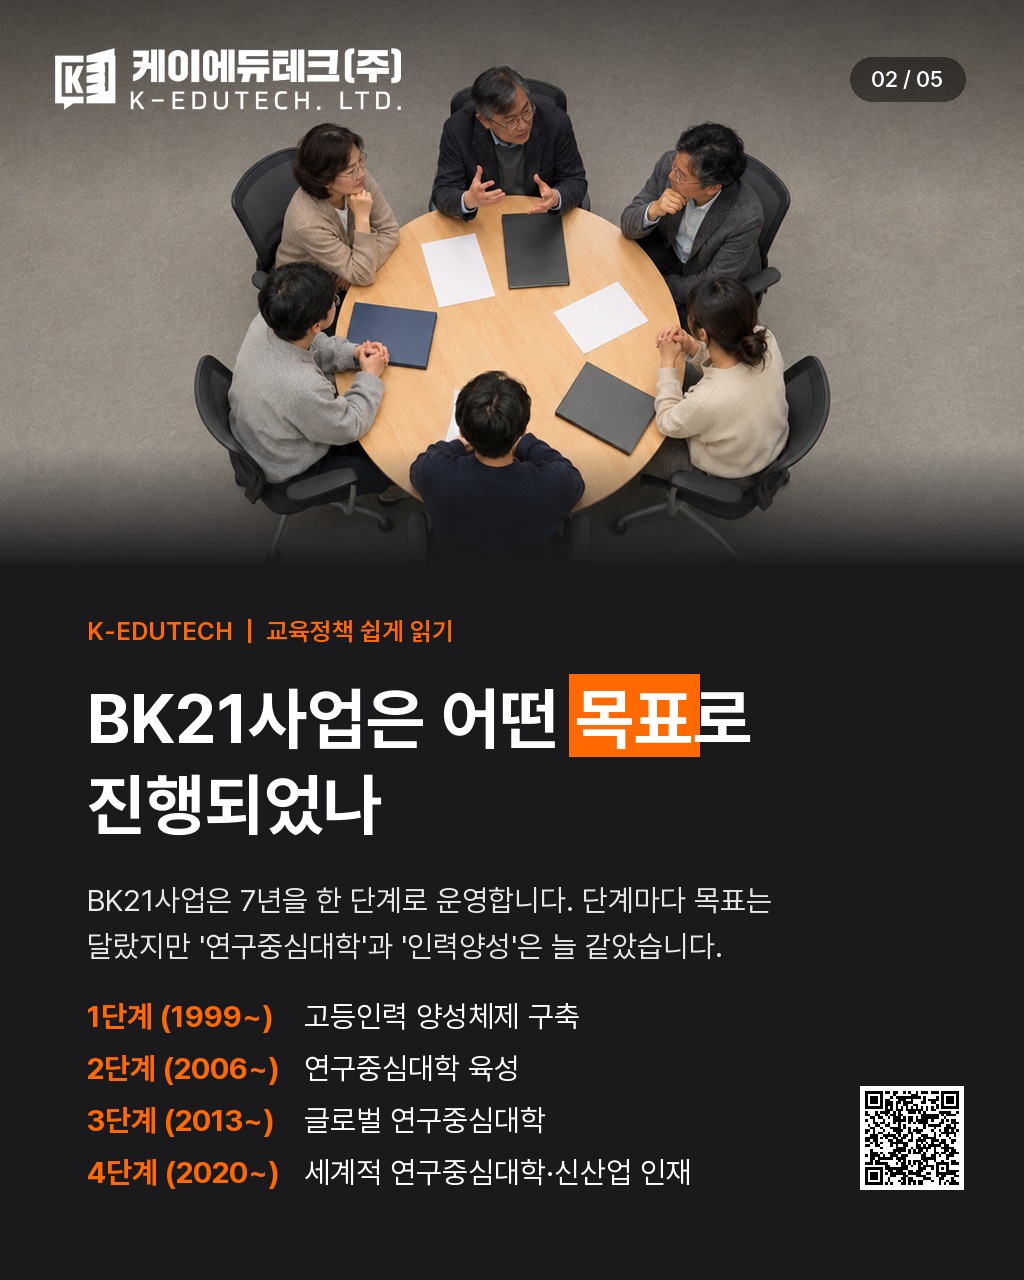 케이에듀테크(주)
K-EDUTECH. LTD.
02 / 05
K-EDUTECH | 교육정책 쉽게 읽기
BK21사업은 어떤 목표로
진행되었나
BK21사업은 7년을 한 단계로 운영합니다. 단계마다 목표는
달랐지만 '연구중심대학'과 '인력양성'은 늘 같았습니다.
1단계 (1999~) 고등인력 양성체제 구축
2단계 (2006~) 연구중심대학 육성
3단계 (2013~) 글로벌 연구중심대학
4단계 (2020~) 세계적 연구중심대학·신산업 인재